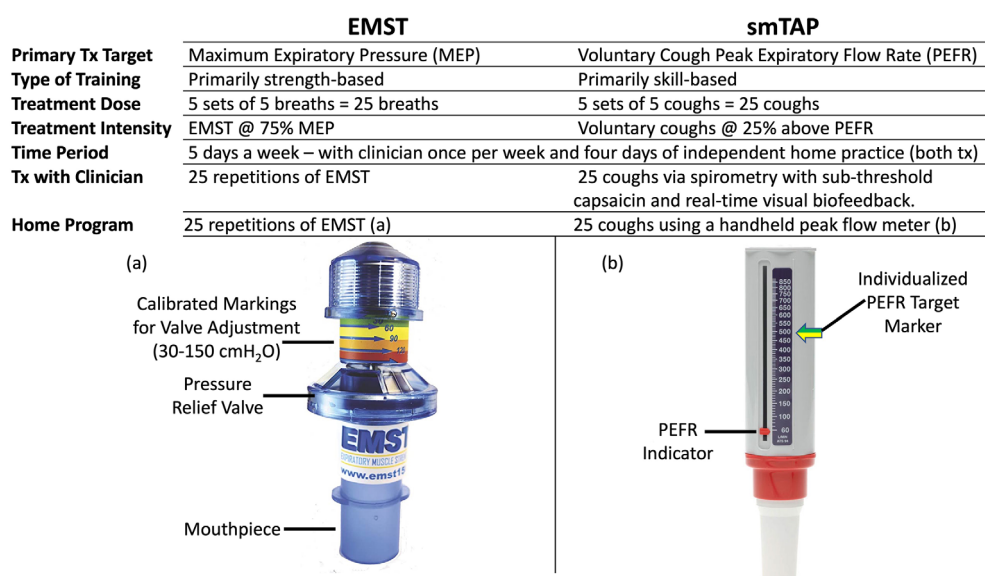 EMST smTAP
Primary Tx Target Maximum Expiratory Pressure (MEP) Voluntary Cough Peak Expiratory Flow Rate (PEFR)
Type of Training Primarily strength-based Primarily skill-based
Treatment Dose 5 sets of 5 breaths = 25 breaths 5 sets of 5 coughs = 25 coughs
Treatment Intensity EMST @ 75% MEP Voluntary coughs @ 25% above PEFR
Time Period 5 days a week – with clinician once per week and four days of independent home practice (both tx)
Tx with Clinician 25 repetitions of EMST 25 coughs via spirometry with sub-threshold
capsaicin and real-time visual biofeedback.
Home Program 25 repetitions of EMST (a) 25 coughs using a handheld peak flow meter (b)
(a)
Calibrated Markings
for Valve Adjustment
(30-150 cmH₂O)
60
90
120
Pressure
Relief Valve
EMST
www.emst15
Mouthpiece
(b)
850
800
750
700
650
600
550
500
450
400
350
300
250
200
150
100
60
Individualized
PEFR Target
Marker
PEFR
Indicator